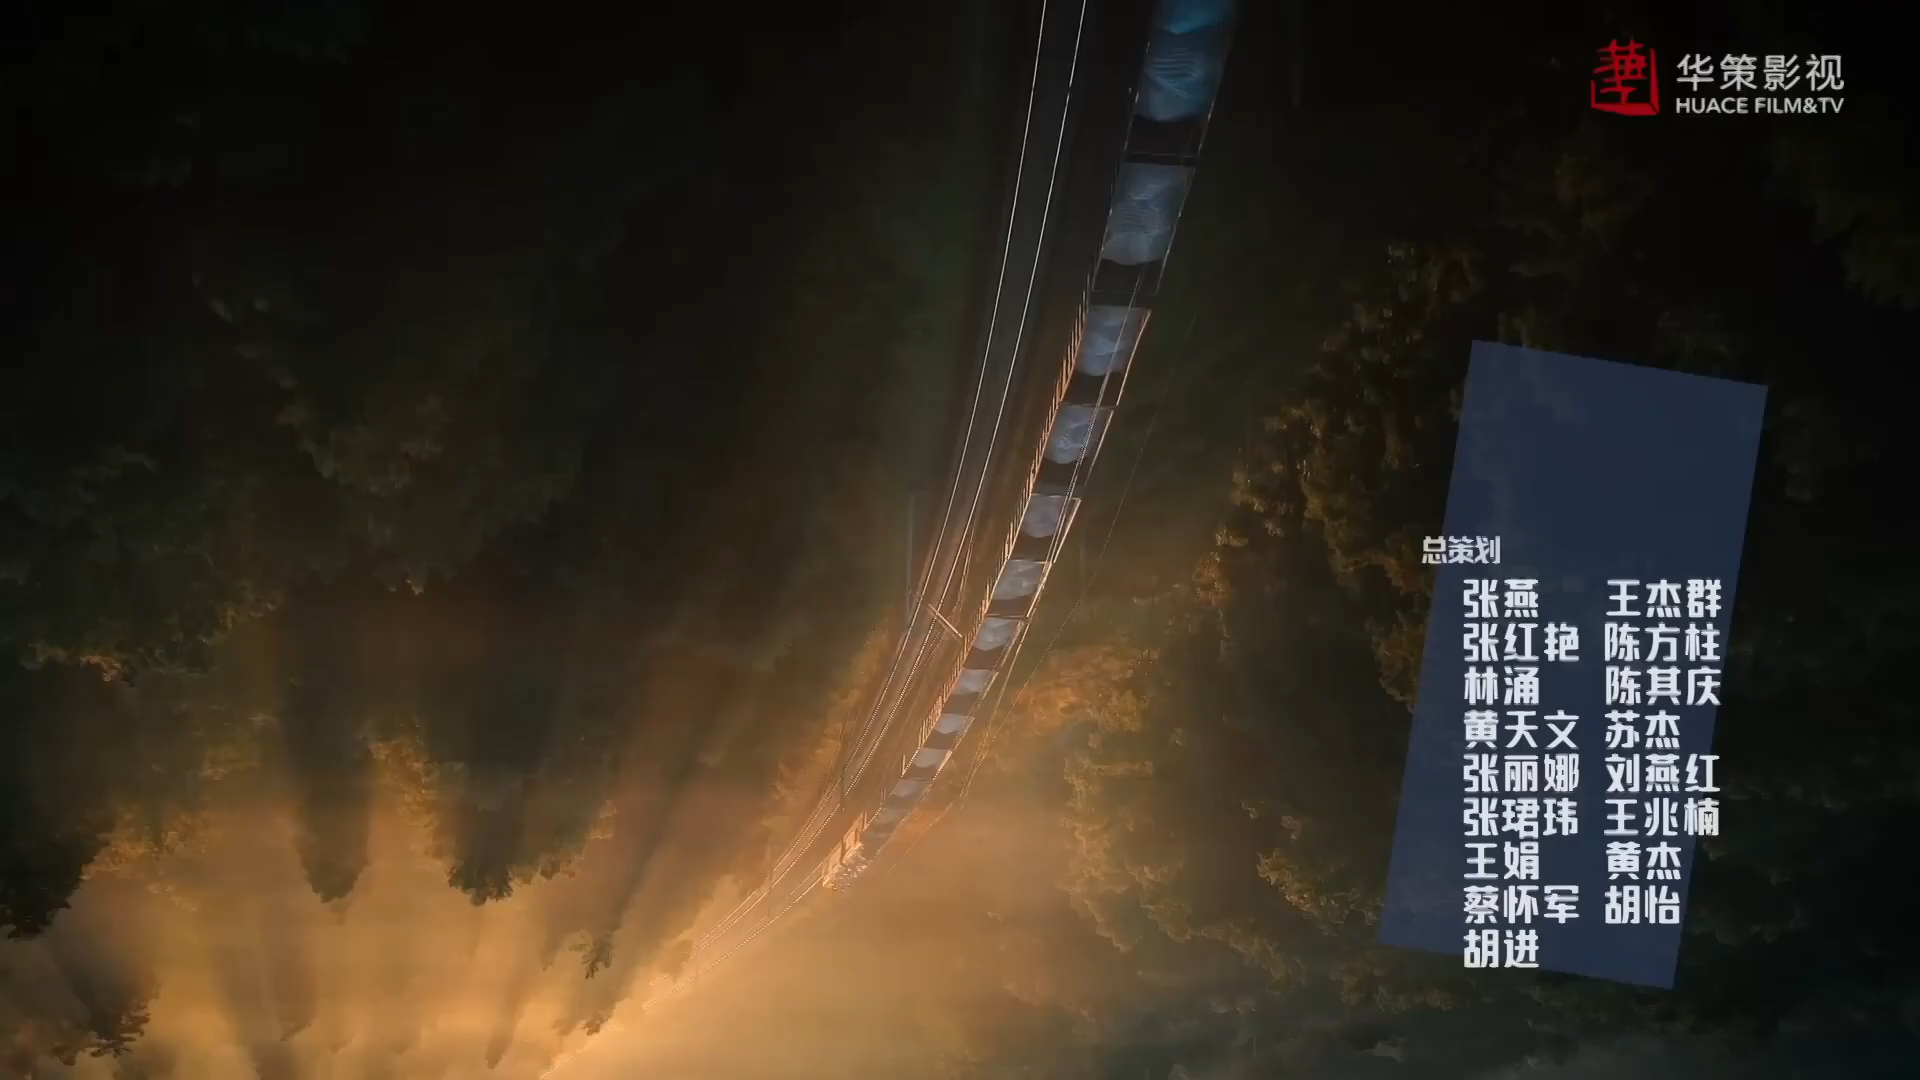 华策影视
HUACE FILM&TV
总策划
张燕 王杰群
张红艳 陈方柱
林涌 陈其庆
黄天文 苏杰
张丽娜 刘燕红
张珺玮 王兆楠
王娟 黄杰
蔡怀军 胡怡
胡进